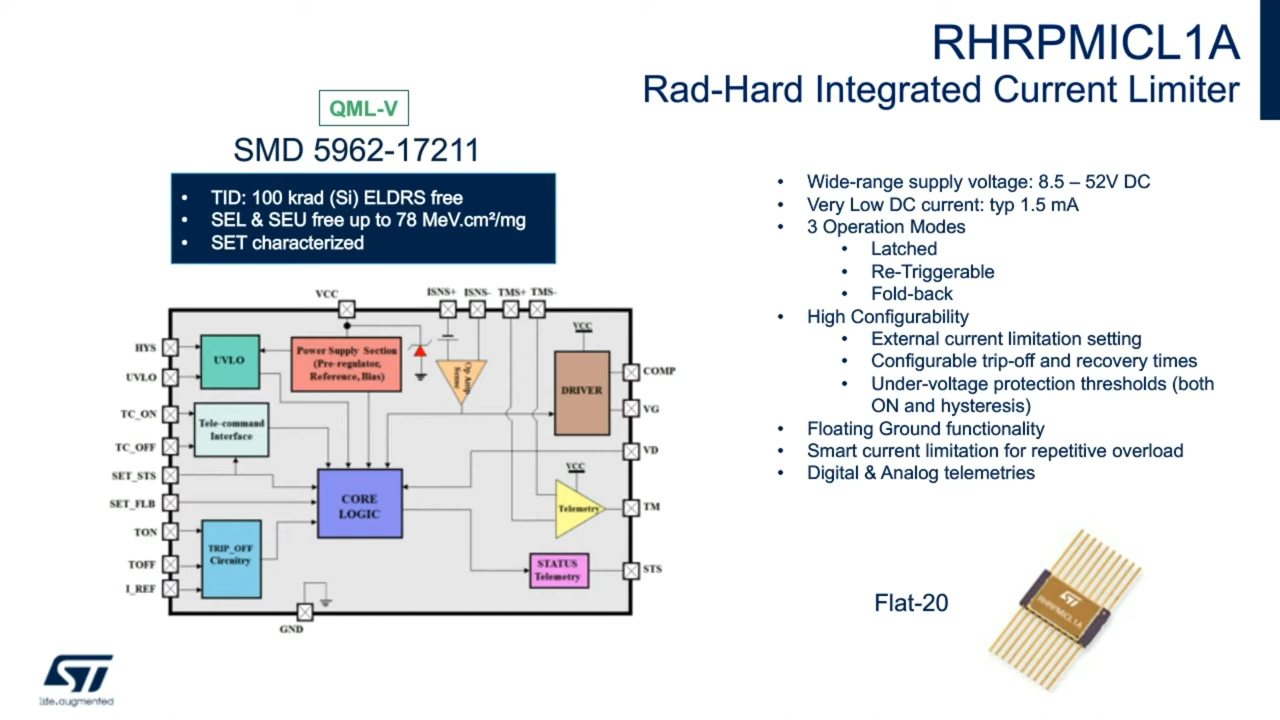 RHRPMICL1A
Rad-Hard Integrated Current Limiter
QML-V
SMD 5962-17211
• TID: 100 krad (Si) ELDRS free
• SEL & SEU free up to 78 MeV.cm²/mg
• SET characterized
• Wide-range supply voltage: 8.5 – 52V DC
• Very Low DC current: typ 1.5 mA
• 3 Operation Modes
• Latched
• Re-Triggerable
• Fold-back
• High Configurability
• External current limitation setting
• Configurable trip-off and recovery times
• Under-voltage protection thresholds (both
ON and hysteresis)
• Floating Ground functionality
• Smart current limitation for repetitive overload
• Digital & Analog telemetries
VCC
ISNS+ ISNS- TMS+ TMS-
HYS
UVLO
TC_ON
TC_OFF
SET_STS
SET_FLB
TON
TOFF
I_REF
GND
UVLO
Power Supply Section
(Pre-regulator,
Reference, Bias)
Op Amp
Sense
VCC
DRIVER
Tele-command
Interface
CORE
LOGIC
TRIP_OFF
Circuitry
VCC
Telemetry
STATUS
Telemetry
COMP
VG
VD
TM
STS
Flat-20
ST
RHRPMICL1A
ST
life.augmented